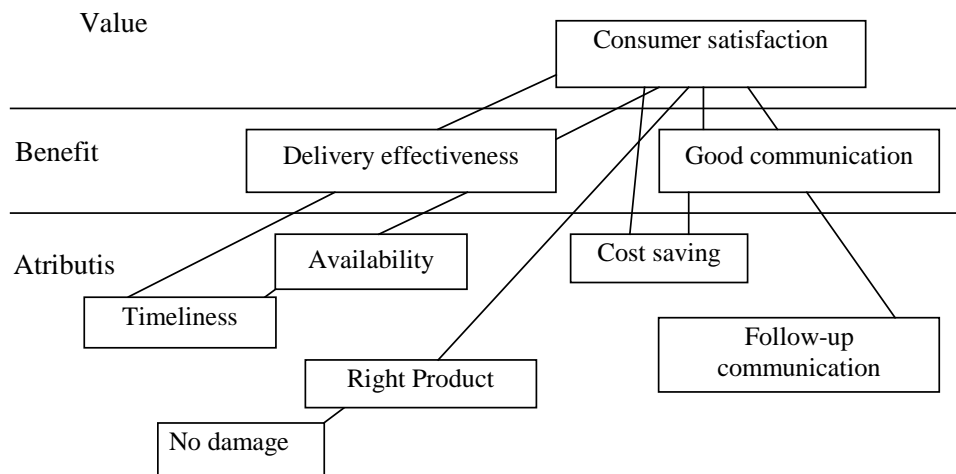 Value
Consumer satisfaction
Benefit
Delivery effectiveness
Good communication
Atributis
Availability
Cost saving
Timeliness
Follow-up
communication
Right Product
No damage